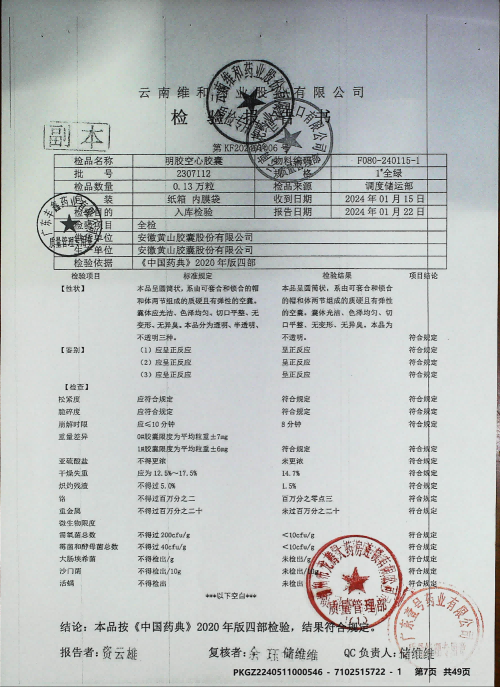 云南维和药业股份有限公司
检验报告书
副本
检品名称 明胶空心胶囊 物料编码 F080-240115-1
批号 2307112 规格 1#全绿
检品数量 0.13万粒 检品来源 调度储运部
包装 纸箱 内膜袋 收到日期 2024年01月15日
检验目的 入库检验 报告日期 2024年01月22日
检验项目 全检
供货单位 安徽黄山胶囊股份有限公司
生产单位 安徽黄山胶囊股份有限公司
检验依据 《中国药典》2020年版四部
检验项目 标准规定 检验结果 项目结论
【性状】 本品呈圆筒状，系由可套合和锁合的 本品呈圆筒状，系由可套合和锁合
帽和体两节组成的质硬且有弹性的空囊。 的帽和体两节组成的质硬且有弹性
囊体应光洁、色泽均匀、切口平整、无 的空囊。囊体光洁、色泽均匀、切
变形、无异臭。本品分为透明、半透明、 口平整、无变形、无异臭。本品为
不透明三种。 不透明。 符合规定
【鉴别】 （1）应呈正反应 呈正反应 符合规定
（2）应呈正反应 呈正反应 符合规定
（3）应呈正反应 呈正反应 符合规定
【检查】
松紧度 应符合规定 符合规定 符合规定
脆碎度 应符合规定 符合规定 符合规定
崩解时限 应≤10分钟 8分钟 符合规定
重量差异 0#胶囊限度为平均粒重±7mg
1#胶囊限度为平均粒重±6mg 符合规定 符合规定
亚硫酸盐 不得更浓 未更浓 符合规定
干燥失重 应为12.5%~17.5% 14.7% 符合规定
炽灼残渣 不得过5.0% 1.5% 符合规定
铬 不得过百万分之二 百万分之零点三 符合规定
重金属 不得过百万分之二十 未过百万分之二十 符合规定
微生物限度
需氧菌总数 不得过200cfu/g <10cfu/g 符合规定
霉菌和酵母菌总数 不得过40cfu/g <10cfu/g 符合规定
大肠埃希菌 不得检出/g 未检出/g 符合规定
沙门菌 不得检出/10g 未检出/ 符合规定
活螨 不得检出 未检出 符合规定
***以下空白***
质量管理部
结论：本品按《中国药典》2020年版四部检验，结果符合规定。
报告者：资云雄 复核者： 储维维 QC负责人：储维维
PKGZZ2240511000546 - 7102515722 - 1 第7页 共49页